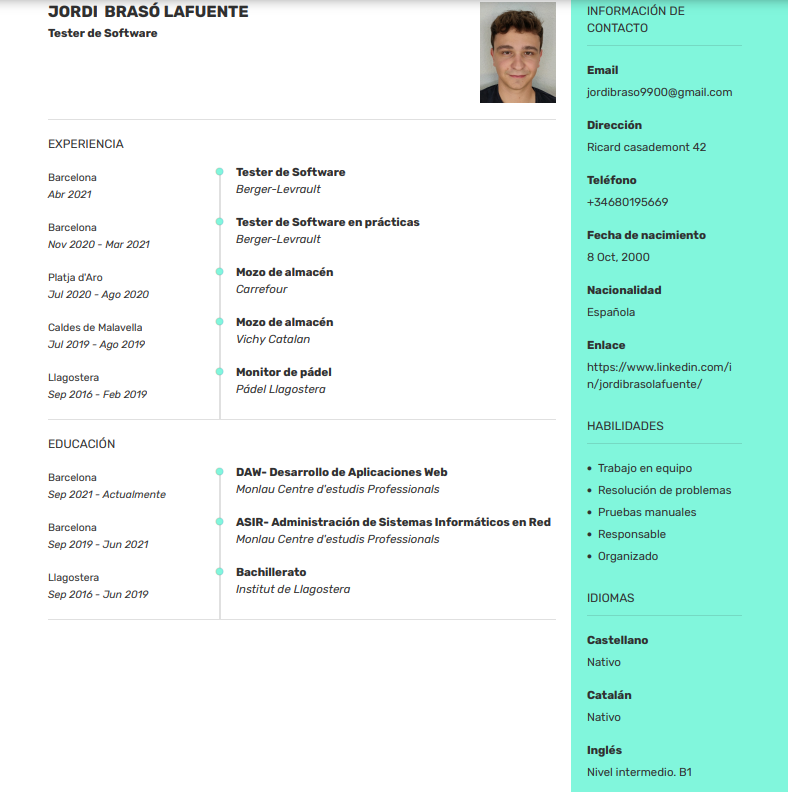 JORDI BRASÓ LAFUENTE
Tester de Software
EXPERIENCIA
Barcelona
Abr 2021
Tester de Software
Berger-Levrault
Barcelona
Nov 2020 - Mar 2021
Tester de Software en prácticas
Berger-Levrault
Platja d'Aro
Jul 2020 - Ago 2020
Mozo de almacén
Carrefour
Caldes de Malavella
Jul 2019 - Ago 2019
Mozo de almacén
Vichy Catalan
Llagostera
Sep 2016 - Feb 2019
Monitor de pádel
Pádel Llagostera
EDUCACIÓN
Barcelona
Sep 2021 - Actualmente
DAW- Desarrollo de Aplicaciones Web
Monlau Centre d'estudis Professionals
Barcelona
Sep 2019 - Jun 2021
ASIR- Administración de Sistemas Informáticos en Red
Monlau Centre d'estudis Professionals
Llagostera
Sep 2016 - Jun 2019
Bachillerato
Institut de Llagostera
INFORMACIÓN DE
CONTACTO
Email
jordibraso9900@gmail.com
Dirección
Ricard casademont 42
Teléfono
+34680195669
Fecha de nacimiento
8 Oct, 2000
Nacionalidad
Española
Enlace
https://www.linkedin.com/i
n/jordibrasolafuente/
HABILIDADES
• Trabajo en equipo
• Resolución de problemas
• Pruebas manuales
• Responsable
• Organizado
IDIOMAS
Castellano
Nativo
Catalán
Nativo
Inglés
Nivel intermedio. B1